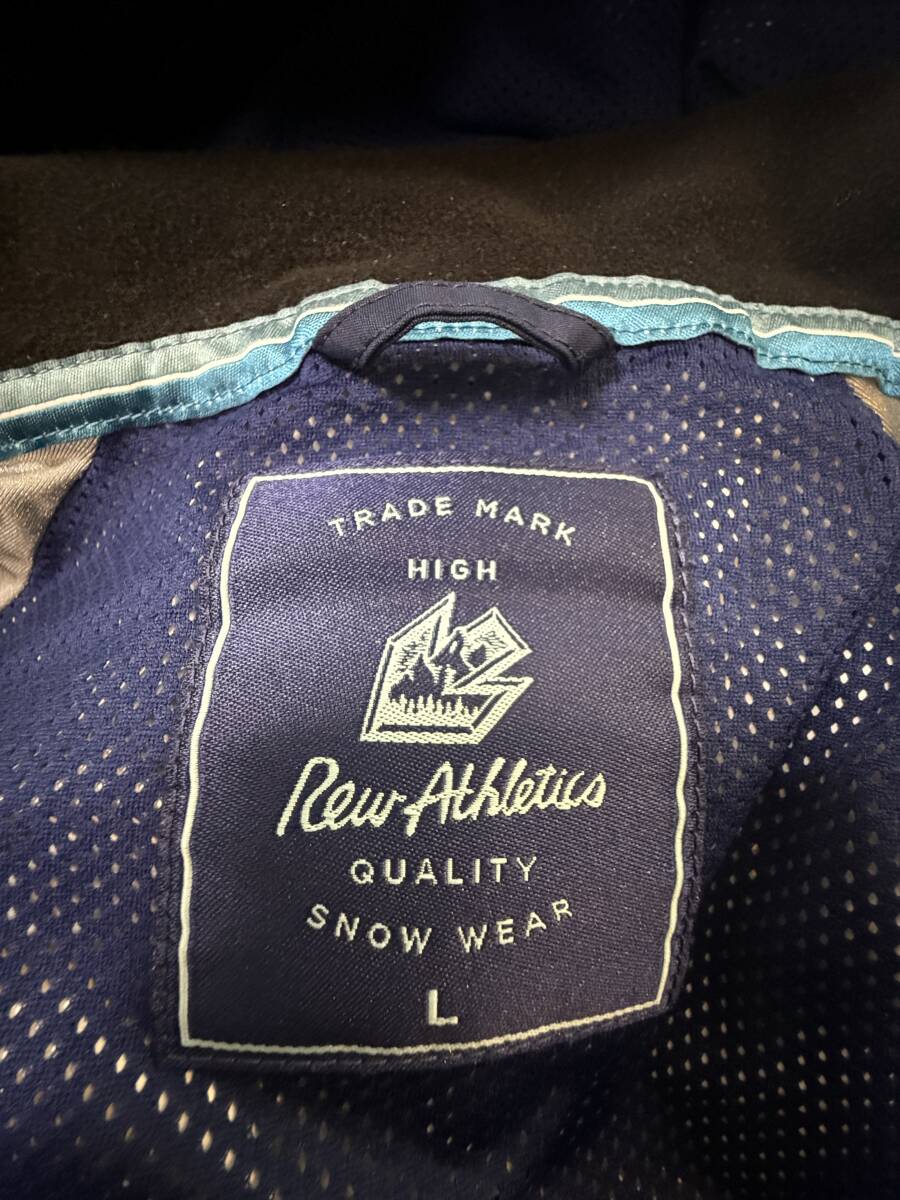 TRADE MARK
HIGH
Rew Athletics
QUALITY
SNOW WEAR
L